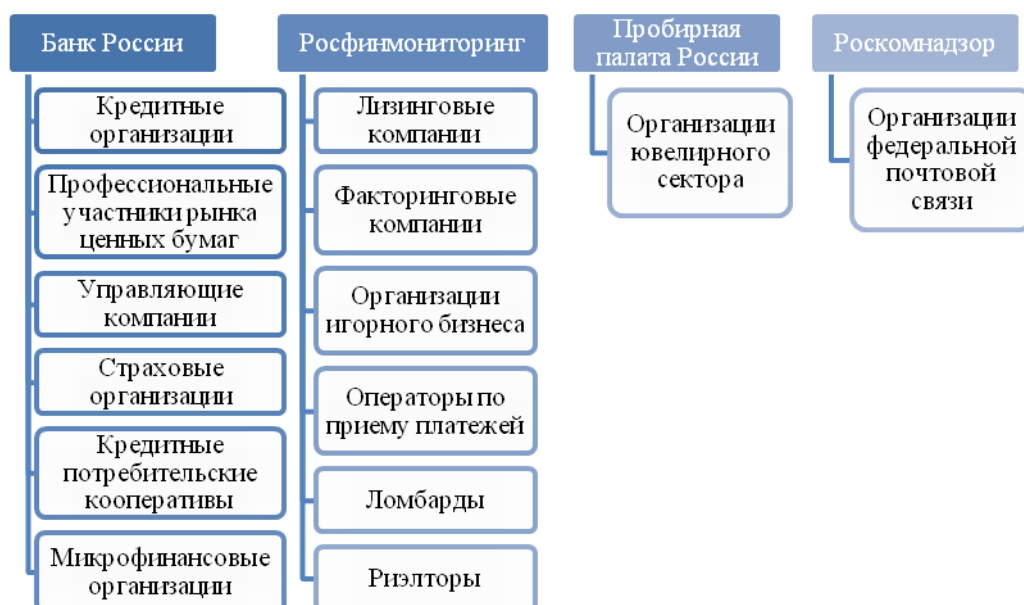 Банк России
Кредитные
организации
Профессиональные
участники рынка
ценных бумаг
Управляющие
компании
Страховые
организации
Кредитные
потребительские
кооперативы
Микрофинансовые
организации
Росфинмониторинг
Лизинговые
компании
Факторинговые
компании
Организации
игорного бизнеса
Операторы по
приему платежей
Ломбарды
Риэлторы
Пробирная
палата России
Организации
ювелирного
сектора
Роскомнадзор
Организации
федеральной
почтовой
связи